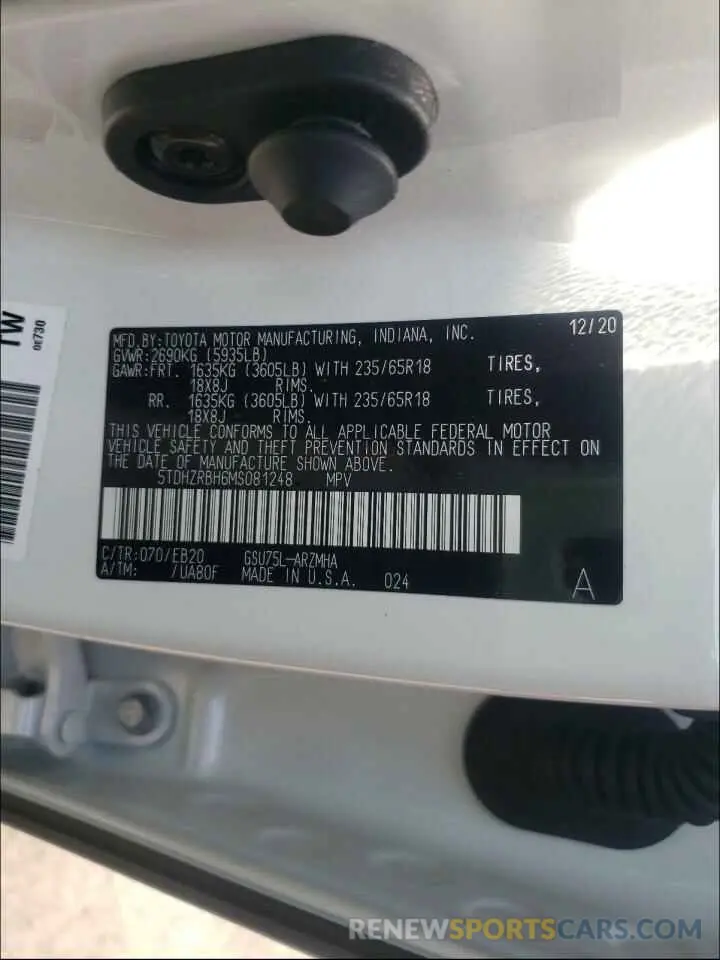 1W
0E730
MFD.BY:TOYOTA MOTOR MANUFACTURING, INDIANA, INC. 12/20
GVWR:2690KG (5935LB)
GAWR:FRT. 1635KG (3605LB) WITH 235/65R18 TIRES,
18X8J RIMS.
RR. 1635KG (3605LB) WITH 235/65R18 TIRES,
18X8J RIMS.
THIS VEHICLE CONFORMS TO ALL APPLICABLE FEDERAL MOTOR
VEHICLE SAFETY AND THEFT PREVENTION STANDARDS IN EFFECT ON
THE DATE OF MANUFACTURE SHOWN ABOVE.
5TDHZRBH6MS081248 MPV
C/TR:070/EB20 GSU75L-ARZMHA
A/TM: /UA80F MADE IN U.S.A. 024
A
RENEWSPORTSCARS.COM